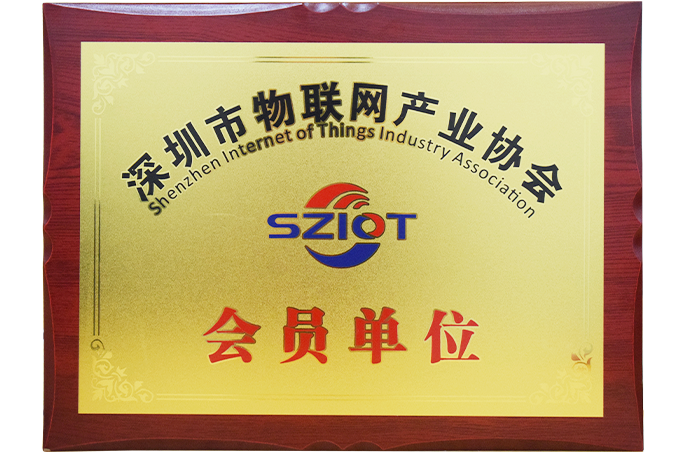 深圳市物联网产业协会
Shenzhen Internet of Things Industry Association
SZIOT
会员单位